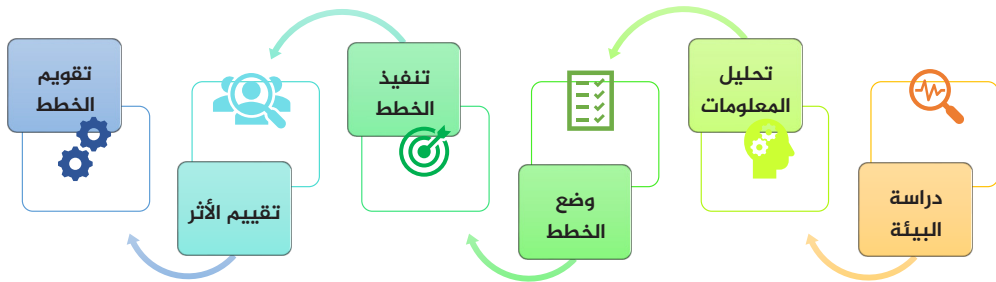 دراسة
البيئة
تحليل
المعلومات
وضع
الخطط
تنفيذ
الخطط
تقييم الأثر
تقويم
الخطط